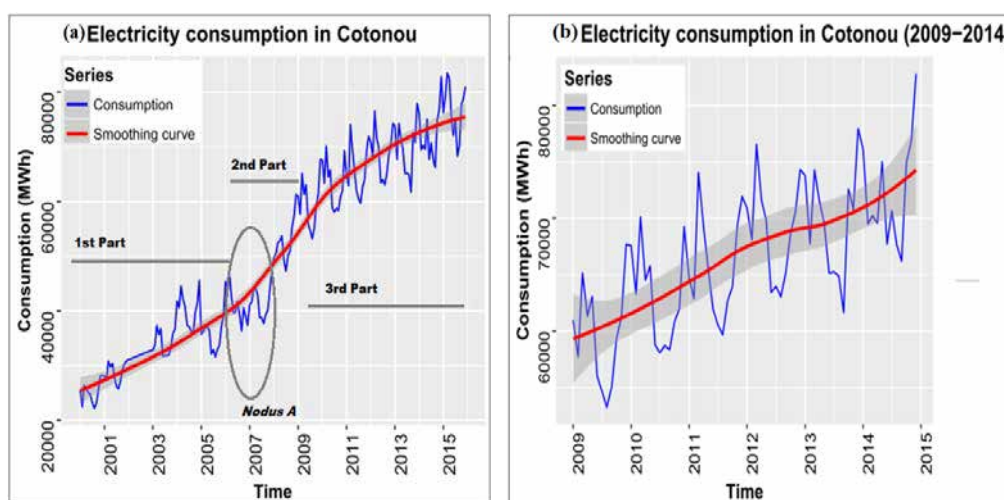 (a) Electricity consumption in Cotonou
Series
Consumption
Smoothing curve
2nd Part
1st Part
3rd Part
Nodus A
Consumption (MWh)
80000
60000
40000
20000
2001
2003
2005
2007
2009
2011
2013
2015
Time
(b) Electricity consumption in Cotonou (2009−2014
Series
Consumption
Smoothing curve
Consumption (MWh)
80000
70000
60000
2009
2010
2011
2012
2013
2014
2015
Time